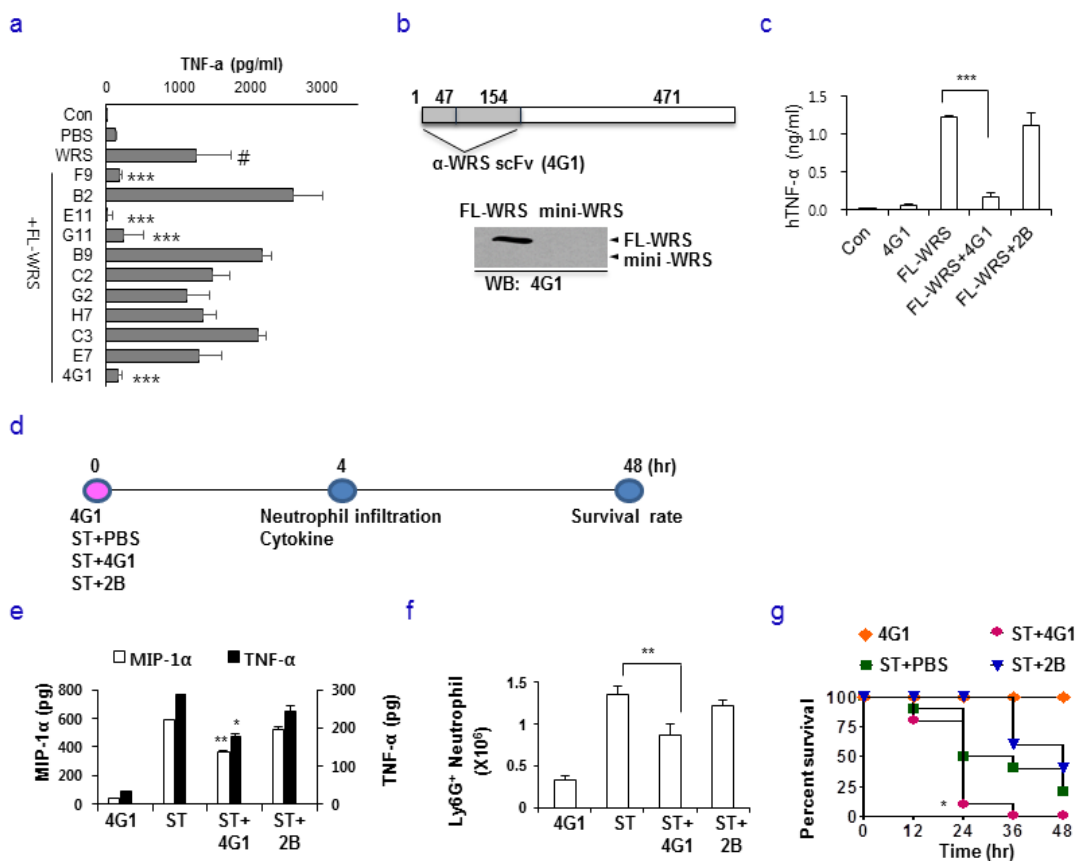 a
TNF-a (pg/ml)
0 1000 2000 3000
Con
PBS
WRS #
F9 ***
B2
E11 ***
G11 ***
B9
C2
G2
H7
C3
E7
4G1 ***
+FL-WRS
b
1 47 154 471
α-WRS scFv (4G1)
FL-WRS mini-WRS
FL-WRS
mini -WRS
WB: 4G1
c
***
hTNF-α (ng/ml)
1.5
1.0
0.5
0.0
Con
4G1
FL-WRS
FL-WRS+4G1
FL-WRS+2B
d
0 4 48 (hr)
4G1 Neutrophil infiltration Survival rate
ST+PBS Cytokine
ST+4G1
ST+2B
e
MIP-1α TNF-α
MIP-1α (pg)
800
600
400
200
0
TNF-α (pg)
300
200
100
0
** *
4G1 ST ST+ ST+
4G1 2B
f
**
Ly6G⁺ Neutrophil
(X10⁶)
1.5
1
0.5
0
4G1 ST ST+ ST+
4G1 2B
g
4G1 ST+4G1
ST+PBS ST+2B
Percent survival
100
75
50
25
0
*
0 12 24 36 48
Time (hr)